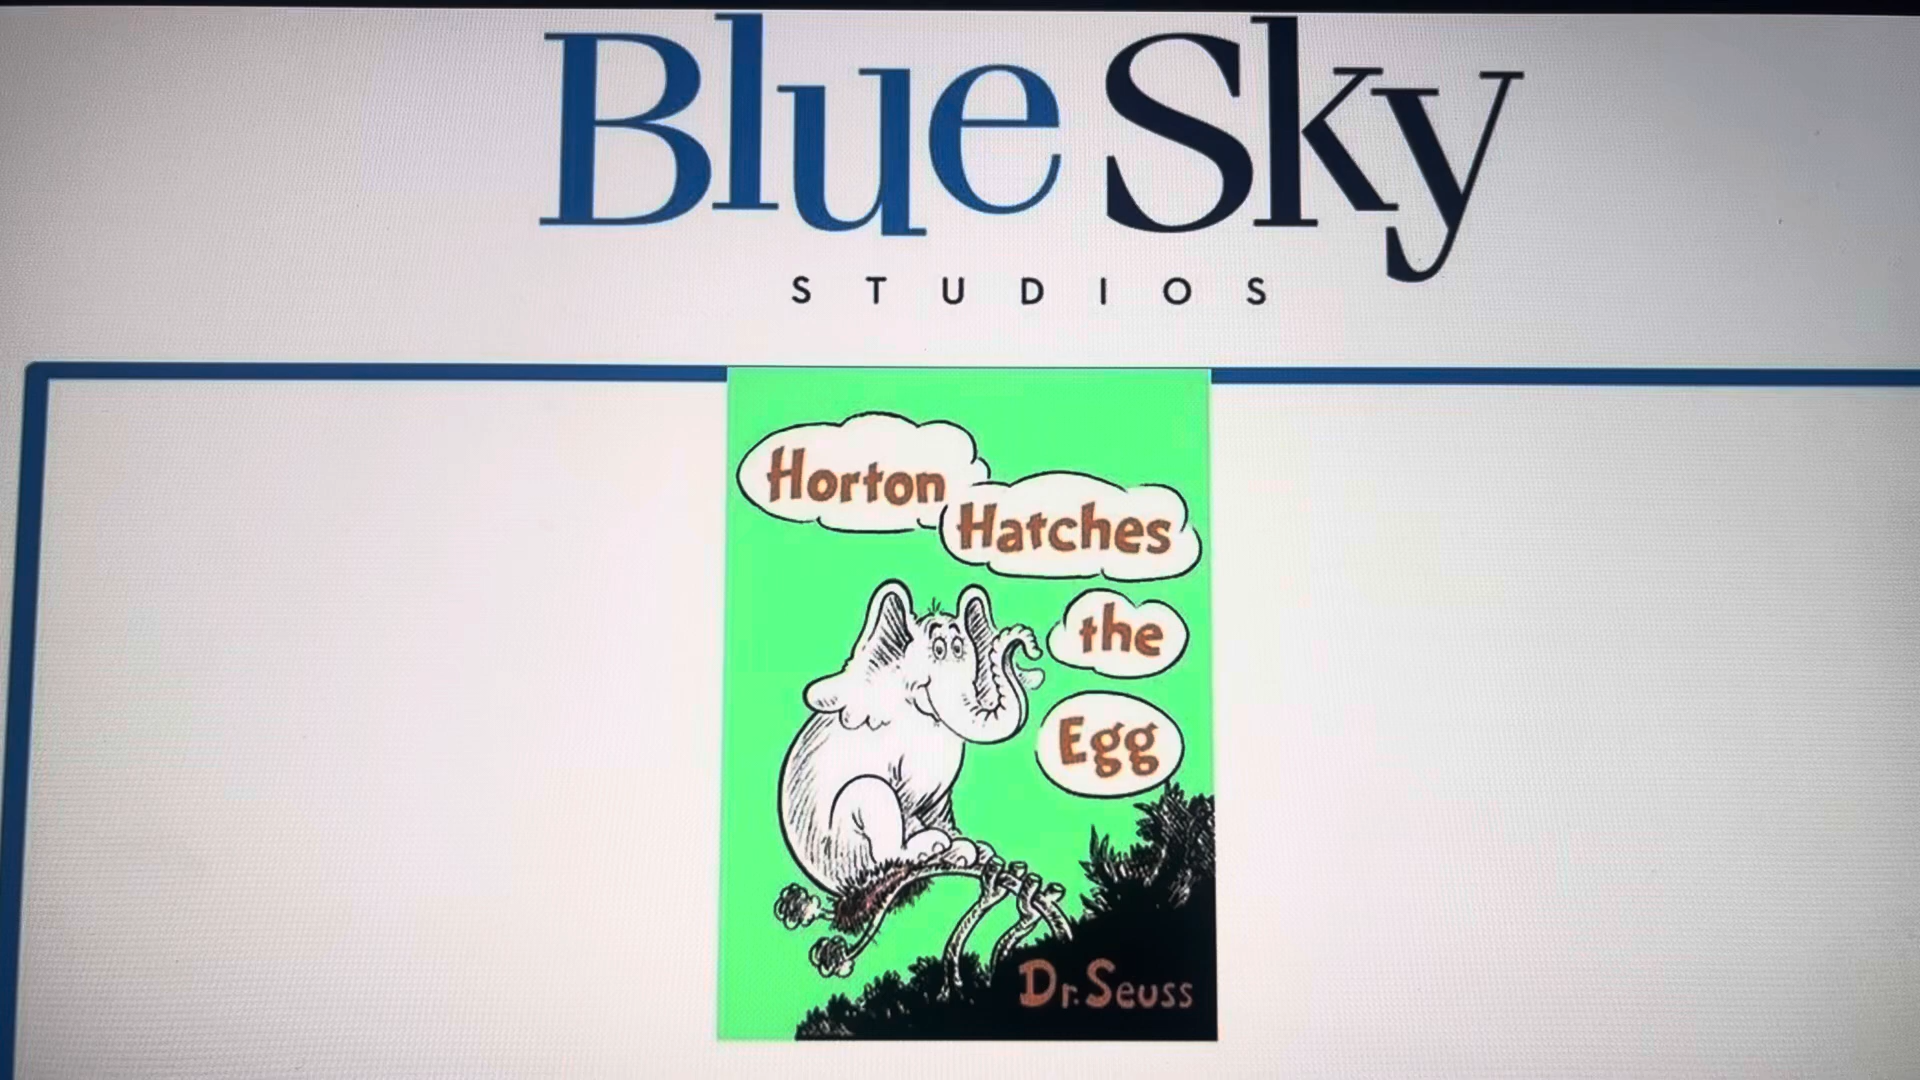 Blue Sky
STUDIOS
Horton
Hatches
the
Egg
Dr. Seuss